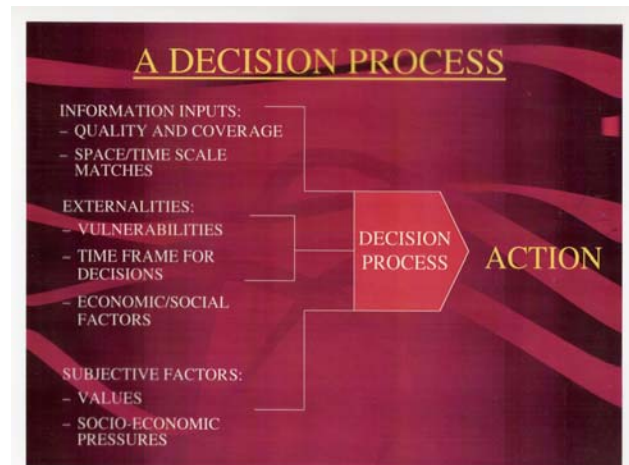 A DECISION PROCESS
INFORMATION INPUTS:
– QUALITY AND COVERAGE
– SPACE/TIME SCALE
MATCHES
EXTERNALITIES:
– VULNERABILITIES
– TIME FRAME FOR
DECISIONS
– ECONOMIC/SOCIAL
FACTORS
SUBJECTIVE FACTORS:
– VALUES
– SOCIO-ECONOMIC
PRESSURES
DECISION
PROCESS
ACTION